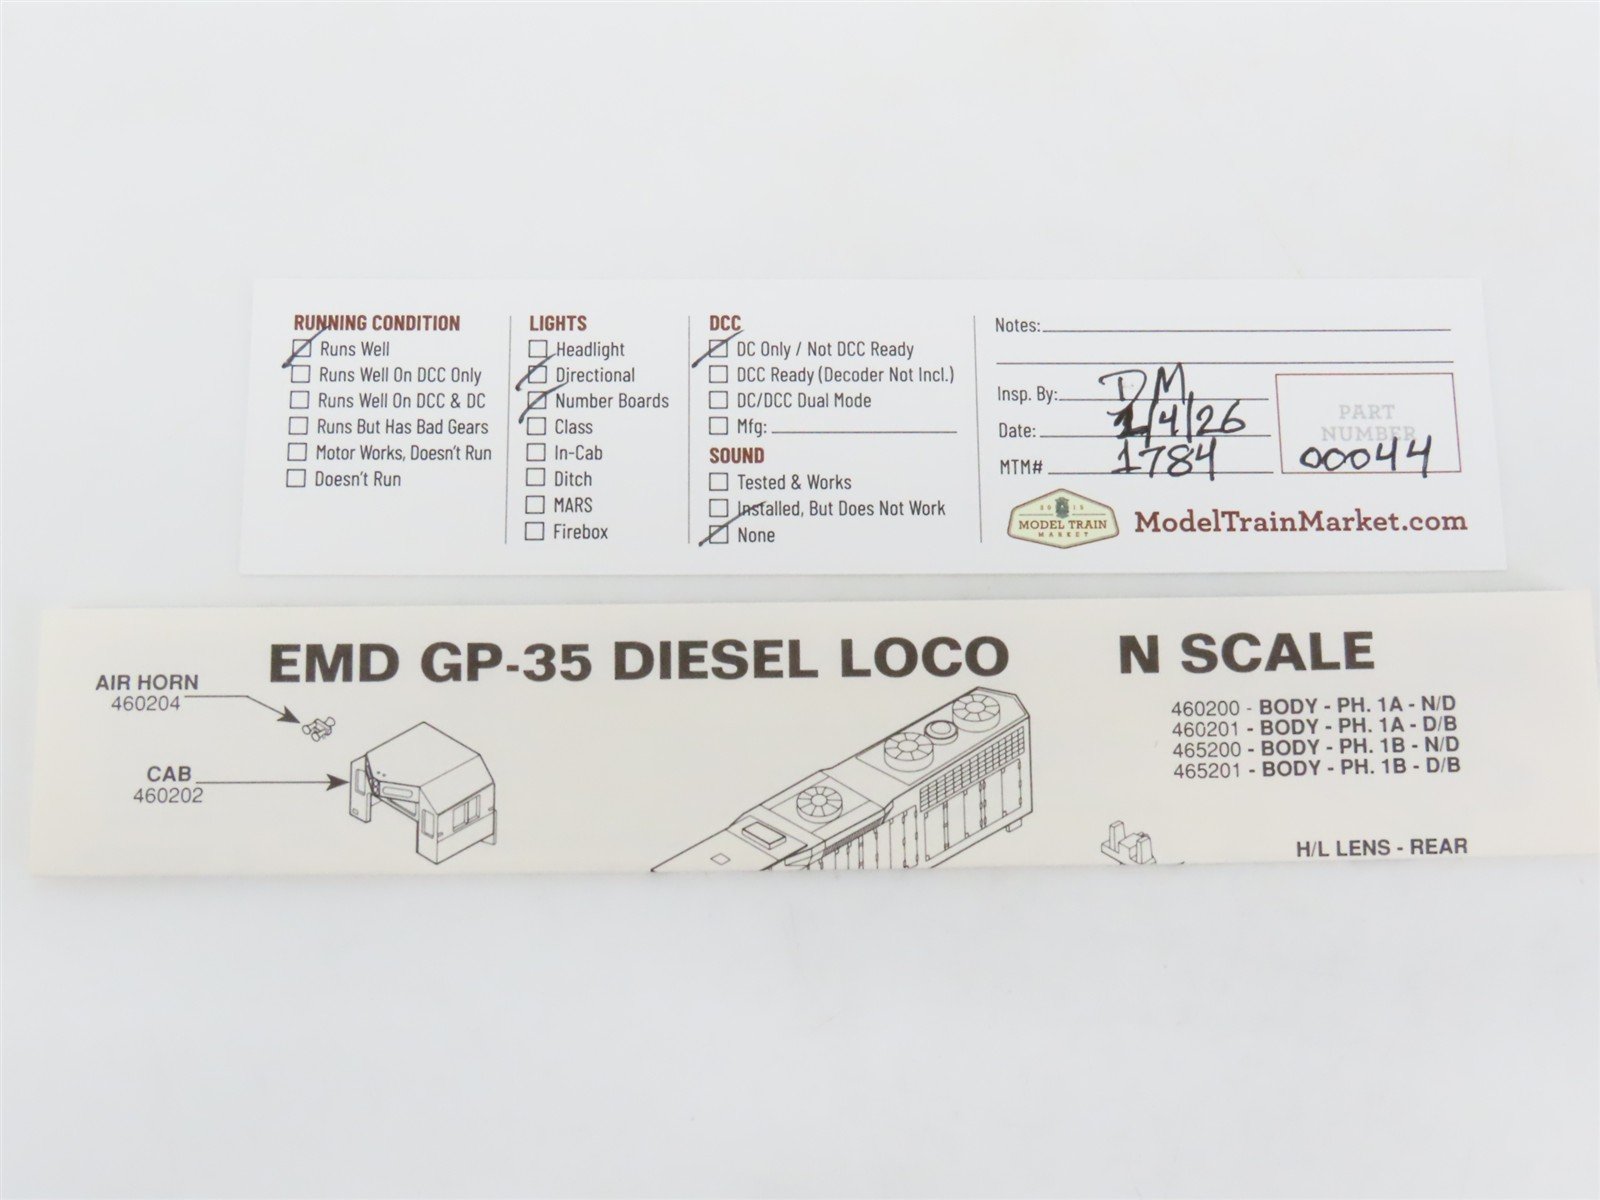 RUNNING CONDITION
Runs Well
Runs Well On DCC Only
Runs Well On DCC & DC
Runs But Has Bad Gears
Motor Works, Doesn't Run
Doesn't Run
LIGHTS
Headlight
Directional
Number Boards
Class
In-Cab
Ditch
MARS
Firebox
DCC
DC Only / Not DCC Ready
DCC Ready (Decoder Not Incl.)
DC/DCC Dual Mode
Mfg:
SOUND
Tested & Works
Installed, But Does Not Work
None
Notes:
Insp. By: DM
Date: 1/4/26
MTM# 1784
PART
NUMBER
00044
2015
MODEL TRAIN
MARKET
ModelTrainMarket.com
EMD GP-35 DIESEL LOCO N SCALE
AIR HORN
460204
CAB
460202
460200 - BODY - PH. 1A - N/D
460201 - BODY - PH. 1A - D/B
465200 - BODY - PH. 1B - N/D
465201 - BODY - PH. 1B - D/B
H/L LENS - REAR